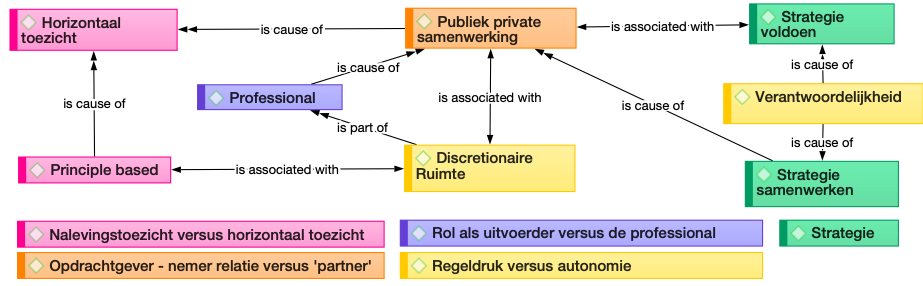 Horizontaal
toezicht
is cause of
Publiek private
samenwerking
is associated with
Strategie
voldoen
is cause of
is cause of
Professional
is associated with
is cause of
Verantwoordelijkheid
is cause of
is part of
is cause of
Principle based
is associated with
Discretionaire
Ruimte
Strategie
samenwerken
Nalevingstoezicht versus horizontaal toezicht
Rol als uitvoerder versus de professional
Strategie
Opdrachtgever - nemer relatie versus 'partner'
Regeldruk versus autonomie